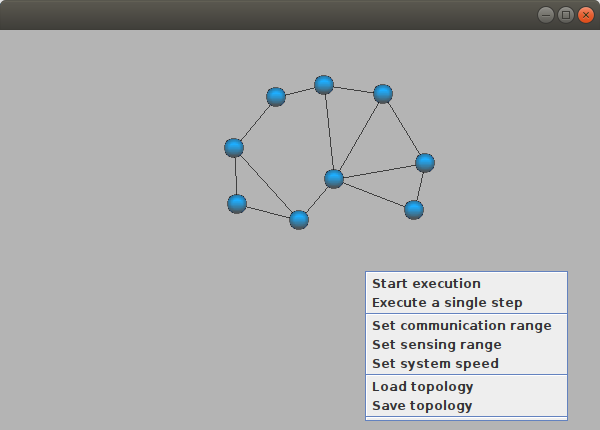 Start execution
Execute a single step
Set communication range
Set sensing range
Set system speed
Load topology
Save topology